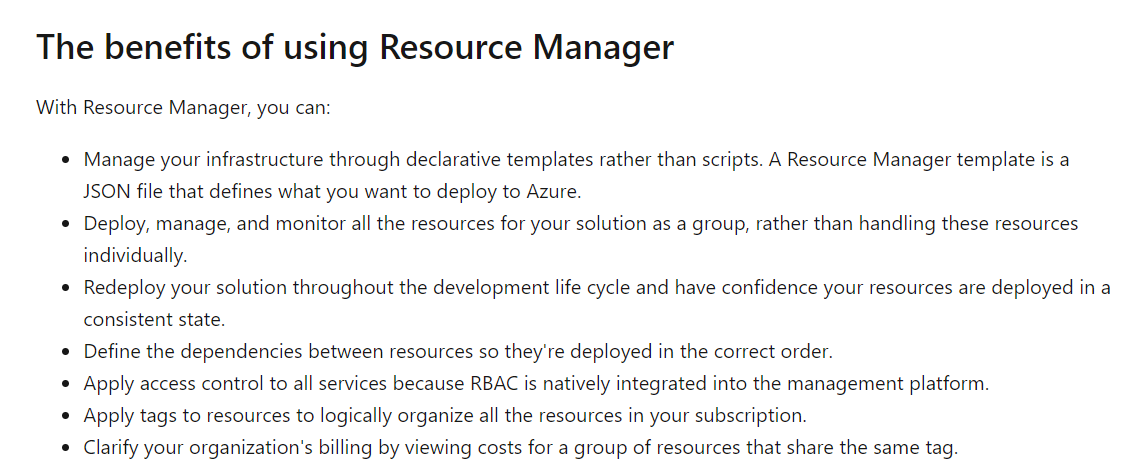 The benefits of using Resource Manager
With Resource Manager, you can:
• Manage your infrastructure through declarative templates rather than scripts. A Resource Manager template is a
JSON file that defines what you want to deploy to Azure.
• Deploy, manage, and monitor all the resources for your solution as a group, rather than handling these resources
individually.
• Redeploy your solution throughout the development life cycle and have confidence your resources are deployed in a
consistent state.
• Define the dependencies between resources so they're deployed in the correct order.
• Apply access control to all services because RBAC is natively integrated into the management platform.
• Apply tags to resources to logically organize all the resources in your subscription.
• Clarify your organization's billing by viewing costs for a group of resources that share the same tag.